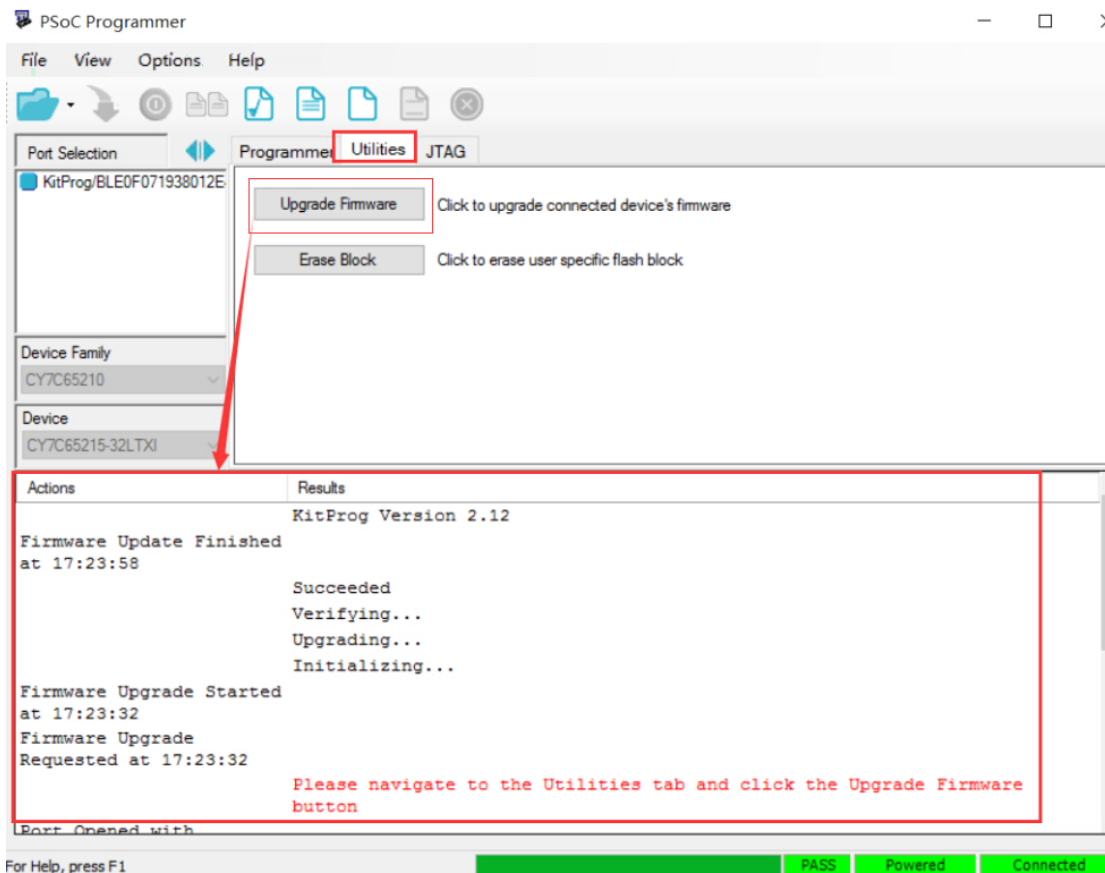 PSoC Programmer
File View Options Help
Port Selection
Programmer Utilities JTAG
KitProg/BLE0F071938012E
Upgrade Firmware Click to upgrade connected device's firmware
Erase Block Click to erase user specific flash block
Device Family
CY7C65210
Device
CY7C65215-32LTXI
Actions Results
KitProg Version 2.12
Firmware Update Finished
at 17:23:58
Succeeded
Verifying...
Upgrading...
Initializing...
Firmware Upgrade Started
at 17:23:32
Firmware Upgrade
Requested at 17:23:32
Please navigate to the Utilities tab and click the Upgrade Firmware
button
Port Opened with
For Help, press F1 PASS Powered Connected